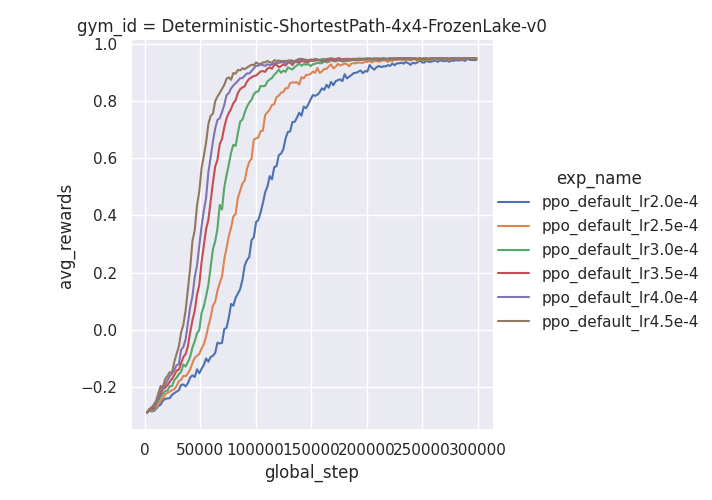 gym_id = Deterministic-ShortestPath-4x4-FrozenLake-v0
1.0
0.8
0.6
0.4
0.2
0.0
−0.2
avg_rewards
0 50000 100000 150000 200000 250000 300000
global_step
exp_name
ppo_default_lr2.0e-4
ppo_default_lr2.5e-4
ppo_default_lr3.0e-4
ppo_default_lr3.5e-4
ppo_default_lr4.0e-4
ppo_default_lr4.5e-4